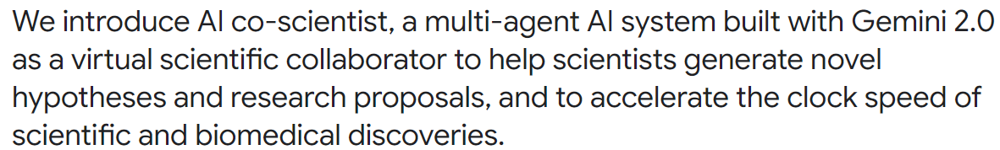 We introduce AI co-scientist, a multi-agent AI system built with Gemini 2.0
as a virtual scientific collaborator to help scientists generate novel
hypotheses and research proposals, and to accelerate the clock speed of
scientific and biomedical discoveries.